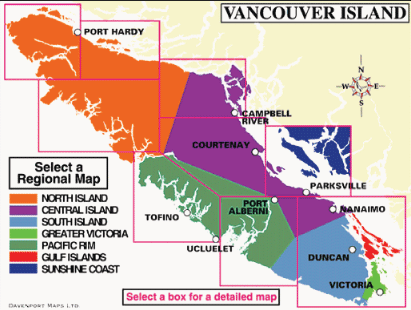 VANCOUVER ISLAND
PORT HARDY
N
W E
S
CAMPBELL
RIVER
COURTENAY
Select a
Regional Map
PARKSVILLE
NORTH ISLAND
CENTRAL ISLAND
SOUTH ISLAND
GREATER VICTORIA
PACIFIC RIM
GULF ISLANDS
SUNSHINE COAST
PORT
ALBERNI
NANAIMO
TOFINO
UCLUELET
DUNCAN
VICTORIA
Select a box for a detailed map
DAVENPORT MAPS LTD.